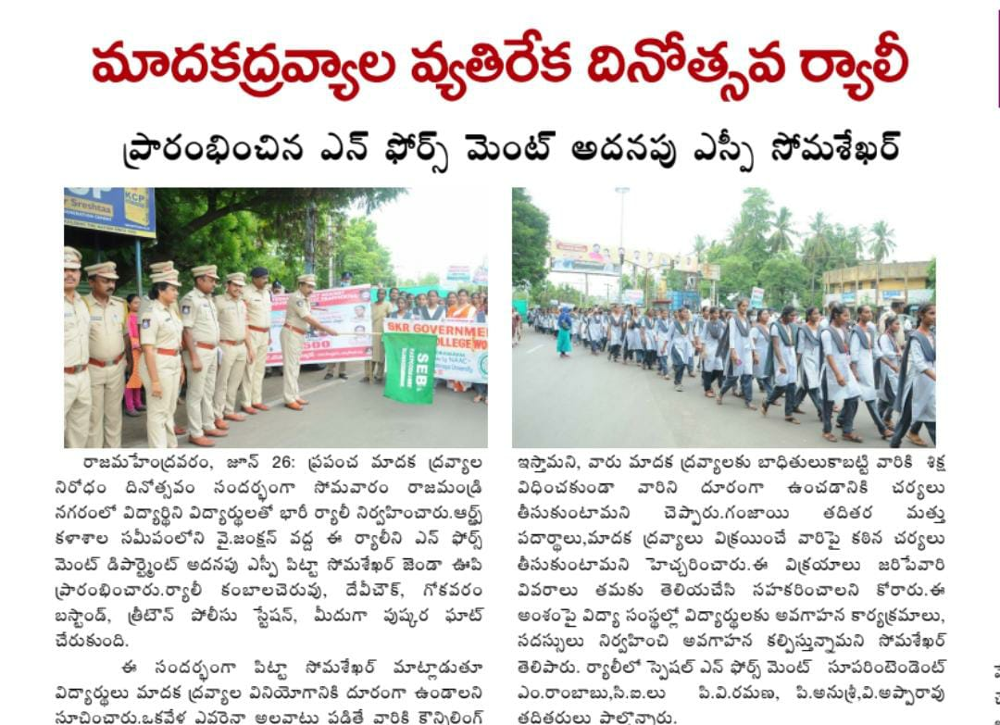 మాదకద్రవ్యాల వ్యతిరేక దినోత్సవ ర్యాలీ
ప్రారంభించిన ఎన్ ఫోర్స్ మెంట్ అదనపు ఎస్పీ సోమశేఖర్
KCP
Sreshtaa
SKR GOVERNME
COLLEGE
WO
SEB
రాజమహేంద్రవరం, జూన్ 26: ప్రపంచ మాదక ద్రవ్యాల
నిరోధం దినోత్సవం సందర్భంగా సోమవారం రాజమండ్రి
నగరంలో విద్యార్థిని విద్యార్థులతో భారీ ర్యాలీ నిర్వహించారు.ఆర్ట్స్
కళాశాల సమీపంలోని వై.జంక్షన్ వద్ద ఈ ర్యాలీని ఎన్ ఫోర్స్
మెంట్ డిపార్ట్మెంట్ అదనపు ఎస్పీ పిట్టా సోమశేఖర్ జెండా ఊపి
ప్రారంభించారు.ర్యాలీ కంబాలచెరువు, దేవీచౌక్, గోకవరం
బస్టాండ్, త్రీటౌన్ పోలీసు స్టేషన్, మీదుగా పుష్కర ఘాట్
చేరుకుంది.
ఈ సందర్భంగా పిట్టా సోమశేఖర్ మాట్లాడుతూ
విద్యార్థులు మాదక ద్రవ్యాల వినియోగానికి దూరంగా ఉండాలని
సూచించారు.ఒకవేళ ఎవరైనా అలవాటు పడితే వారికి కౌన్సిలింగ్
ఇస్తామని, వారు మాదక ద్రవ్యాలకు బాధితులుకాబట్టి వారికి శిక్ష
విధించకుండా వారిని దూరంగా ఉంచడానికి చర్యలు
తీసుకుంటామని చెప్పారు.గంజాయి తదితర మత్తు
పదార్థాలు,మాదక ద్రవ్యాలు విక్రయించే వారిపై కఠిన చర్యలు
తీసుకుంటామని హెచ్చరించారు.ఈ విక్రయాలు జరిపేవారి
వివరాలు తమకు తెలియచేసి సహకరించాలని కోరారు.ఈ
అంశంపై విద్యా సంస్థల్లో విద్యార్థులకు అవగాహన కార్యక్రమాలు,
సదస్సులు నిర్వహించి అవగాహన కల్పిస్తున్నామని సోమశేఖర్
తెలిపారు. ర్యాలీలో స్పెషల్ ఎన్ ఫోర్స్ మెంట్ సూపరింటెండెంట్
ఎం.రాంబాబు,సి.ఐ.లు పి.వి.రమణ, పి.అనుశ్రీ,వి.అప్పారావు
తదితరులు పాల్గొన్నారు.